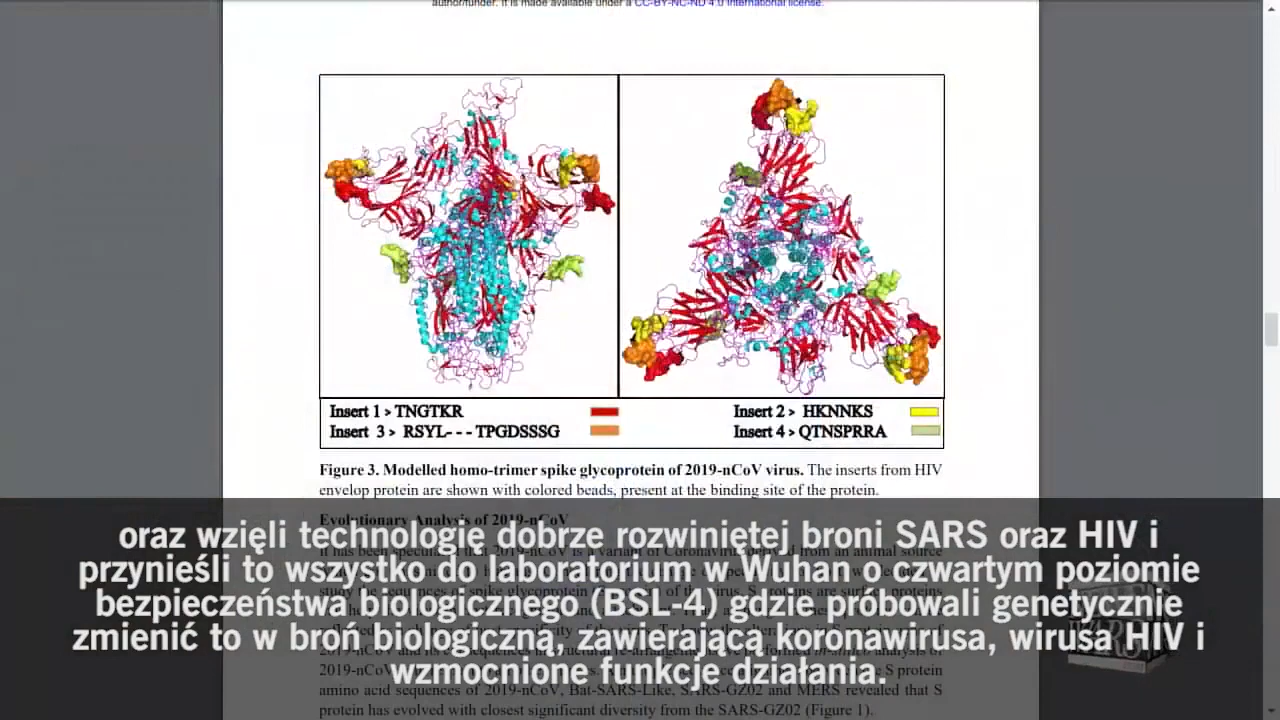 author/funder. It is made available under a CC-BY-NC-ND 4.0 International license.
Insert 1 > TNGTKR
Insert 2 > HKNNKS
Insert 3 > RSYL- - - TPGDSSSG
Insert 4 > QTNSPRRA
Figure 3. Modelled homo-trimer spike glycoprotein of 2019-nCoV virus. The inserts from HIV
envelop protein are shown with colored beads, present at the binding site of the protein.
Evolutionary Analysis of 2019-nCoV
oraz wzięli technologię dobrze rozwiniętej broni SARS oraz HIV i
przynieśli to wszystko do laboratorium w Wuhan o czwartym poziomie
bezpieczeństwa biologicznego (BSL-4) gdzie próbowali genetycznie
zmienić to w broń biologiczną, zawierającą koronawirusa, wirusa HIV i
wzmocnione funkcje działania.
amino acid sequences of 2019-nCoV, Bat-SARS-Like, SARS-GZ02 and MERS revealed that S
protein has evolved with closest significant diversity from the SARS-GZ02 (Figure 1).